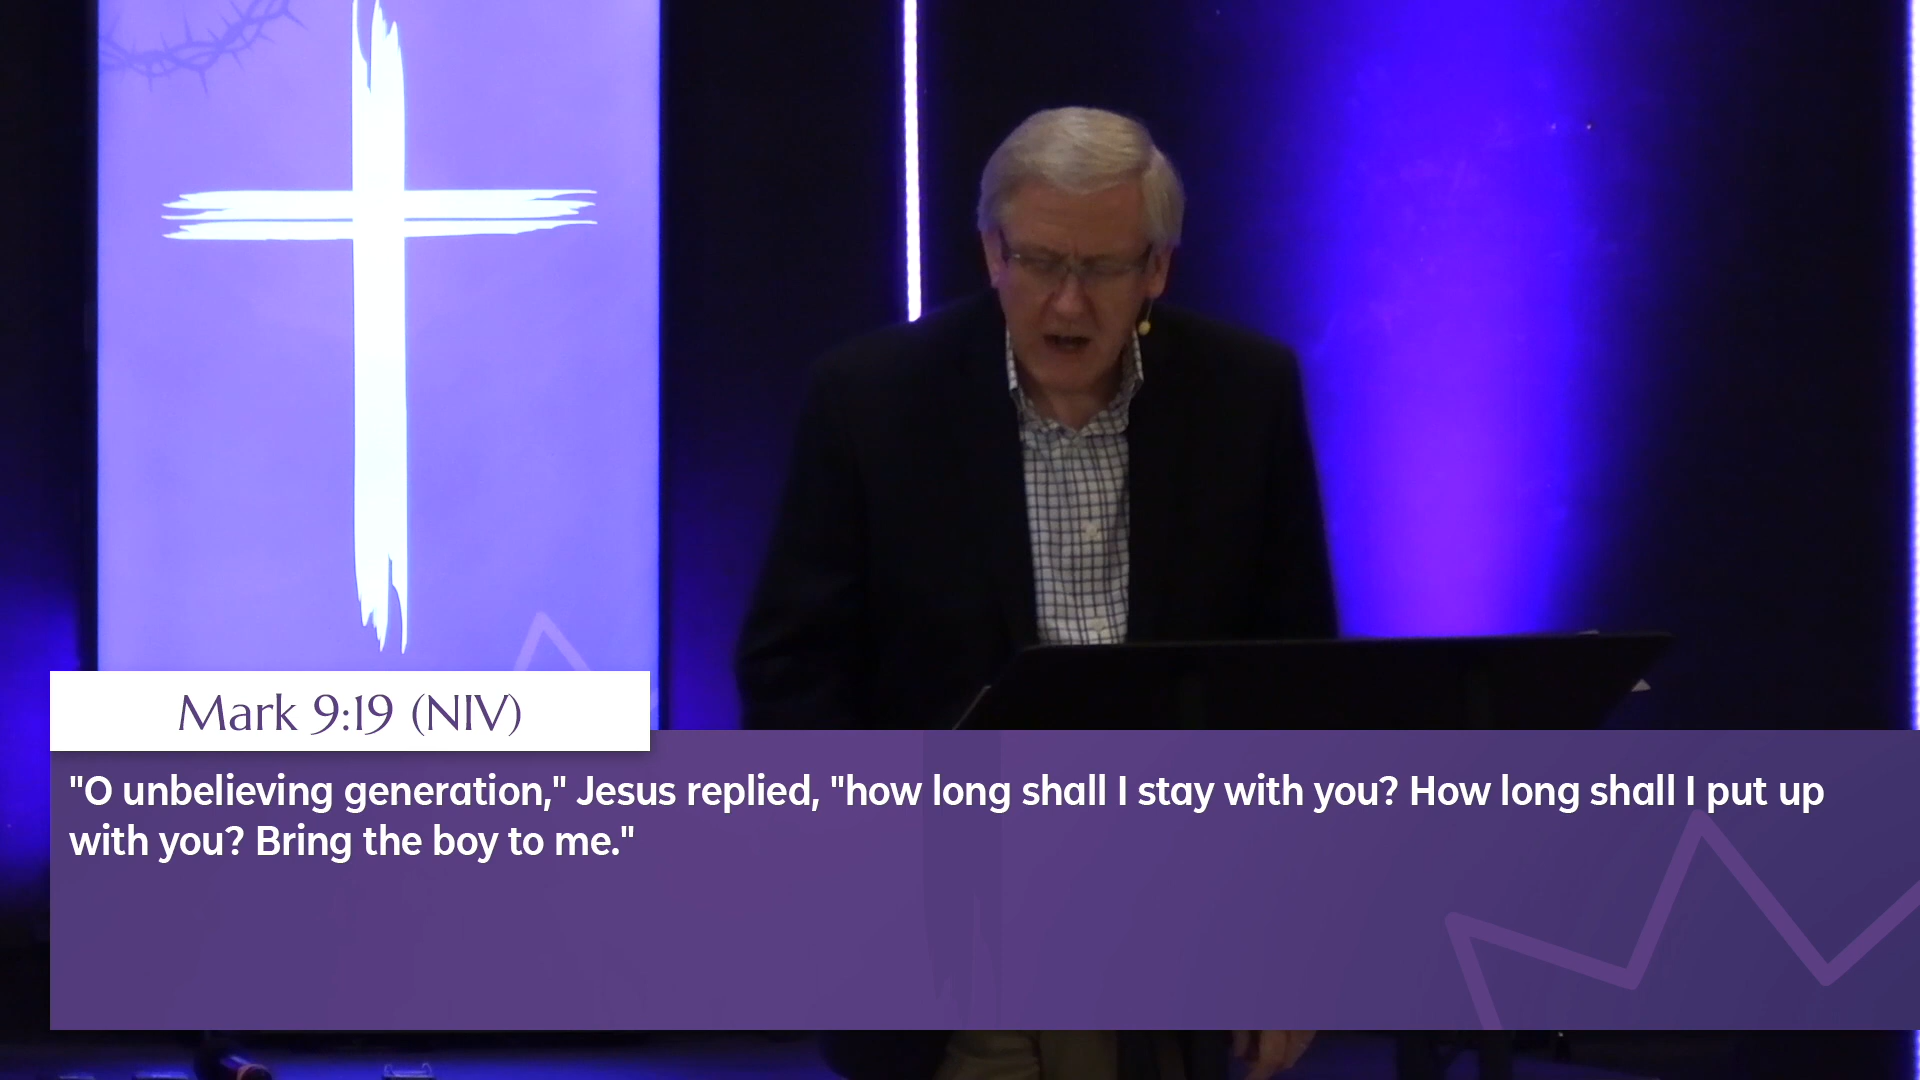 Mark 9:19 (NIV)
"O unbelieving generation," Jesus replied, "how long shall I stay with you? How long shall I put up
with you? Bring the boy to me."